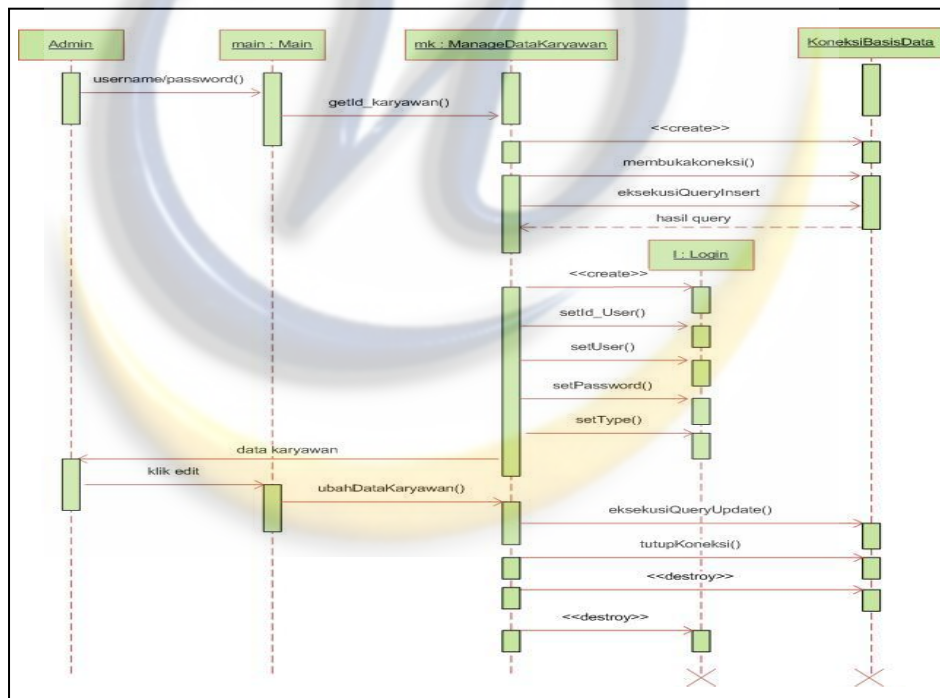 Admin
main : Main
mk : ManageDataKaryawan
KoneksiBasisData
username/password()
getId_karyawan()
<<create>>
membukakoneksi()
eksekusiQueryInsert
hasil query
l : Login
<<create>>
setId_User()
setUser()
setPassword()
setType()
data karyawan
klik edit
ubahDataKaryawan()
eksekusiQueryUpdate()
tutupKoneksi()
<<destroy>>
<<destroy>>